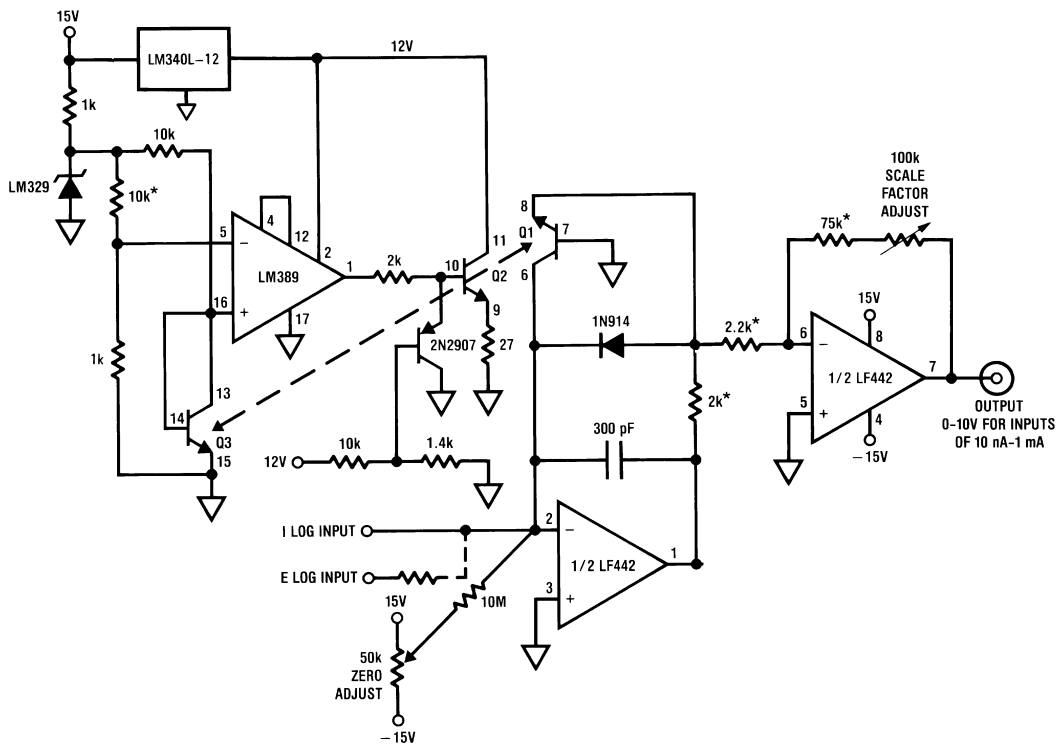 15V
LM340L–12
12V
1k
10k
LM329
10k*
5
–
4
12
2
LM389
1
2k
16
+
17
1k
13
14
Q3
15
10
11
Q2
9
2N2907
27
12V
10k
1.4k
8
Q1
7
6
1N914
2k*
300 pF
I LOG INPUT
E LOG INPUT
10M
15V
50k
ZERO
ADJUST
–15V
2
–
3
+
1/2 LF442
1
2.2k*
75k*
100k
SCALE
FACTOR
ADJUST
15V
8
6
–
1/2 LF442
7
5
+
4
–15V
OUTPUT
0–10V FOR INPUTS
OF 10 nA–1 mA